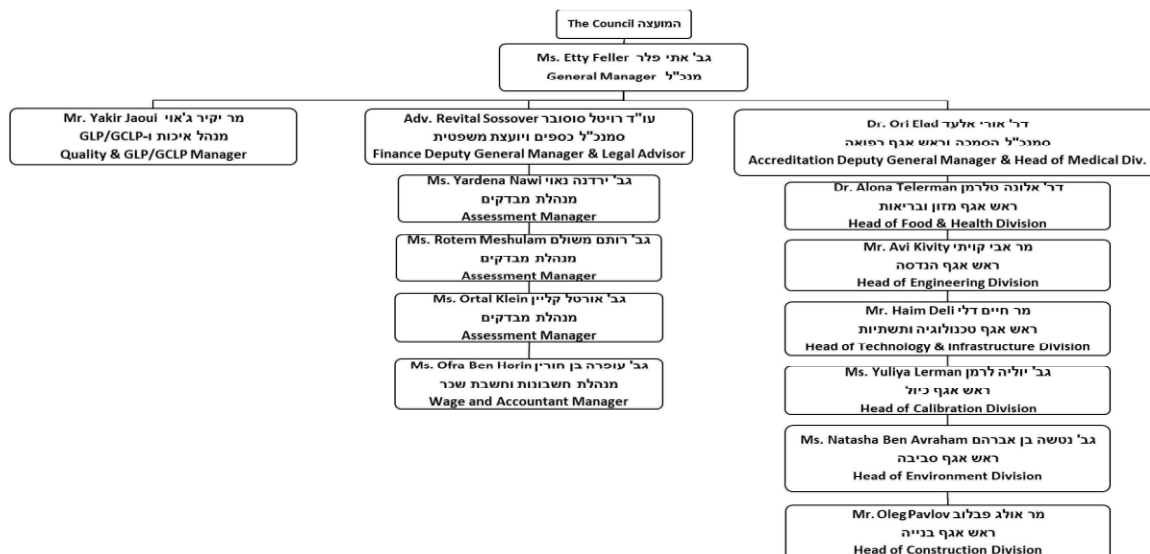 The Council המועצה
Ms. Etty Feller גב' אתי פלר
General Manager מנכ"ל
Mr. Yakir Jaoui מר יקיר ג'אוי
מנהל איכות ו-GLP/GCLP
Quality & GLP/GCLP Manager
Adv. Revital Sossover עו"ד רויטל סוסובר
סמנכ"ל כספים ויועצת משפטית
Finance Deputy General Manager & Legal Advisor
Ms. Yardena Nawi גב' ירדנה נאוי
מנהלת מבדקים
Assessment Manager
Ms. Rotem Meshulam גב' רותם משולם
מנהלת מבדקים
Assessment Manager
Ms. Ortal Klein גב' אורטל קליין
מנהלת מבדקים
Assessment Manager
Ms. Ofra Ben Horin גב' עופרה בן חורין
מנהלת חשבונות וחשבת שכר
Wage and Accountant Manager
Dr. Ori Elad דר' אורי אלעד
סמנכ"ל הסמכה וראש אגף רפואה
Accreditation Deputy General Manager & Head of Medical Div.
Dr. Alona Telerman דר' אלונה טלרמן
ראש אגף מזון ובריאות
Head of Food & Health Division
Mr. Avi Kivity מר אבי קויתי
ראש אגף הנדסה
Head of Engineering Division
Mr. Haim Deli מר חיים דלי
ראש אגף טכנולוגיה ותשתיות
Head of Technology & Infrastructure Division
Ms. Yuliya Lerman גב' יוליה לרמן
ראש אגף כיול
Head of Calibration Division
Ms. Natasha Ben Avraham גב' נטשה בן אברהם
ראש אגף סביבה
Head of Environment Division
Mr. Oleg Pavlov מר אולג פבלוב
ראש אגף בנייה
Head of Construction Division